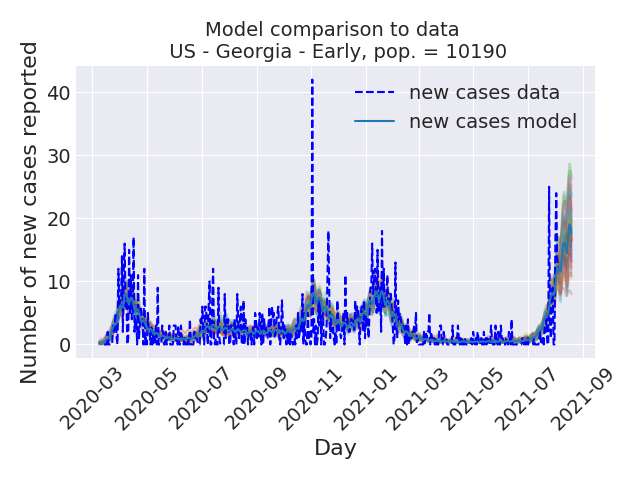 Model comparison to data
US - Georgia - Early, pop. = 10190
Number of new cases reported
40
30
20
10
0
new cases data
new cases model
2020-03
2020-05
2020-07
2020-09
2020-11
2021-01
2021-03
2021-05
2021-07
2021-09
Day